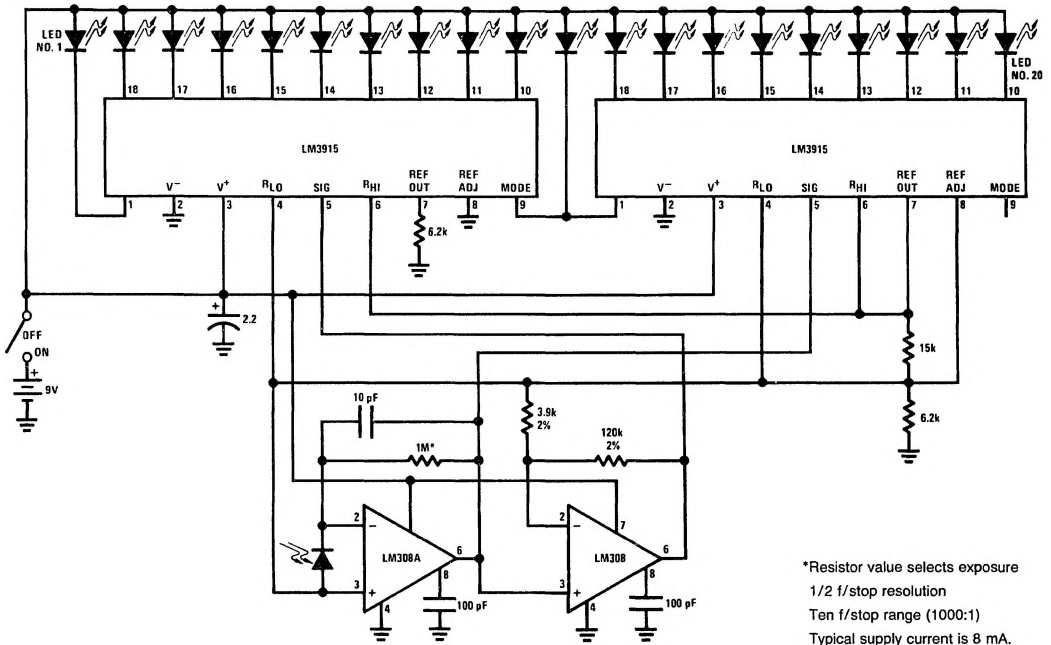 LED
NO. 1
LED
NO. 20
18 17 16 15 14 13 12 11 10
18 17 16 15 14 13 12 11 10
LM3915
LM3915
V⁻ V⁺ RLO SIG RHI REF OUT REF ADJ MODE
V⁻ V⁺ RLO SIG RHI REF OUT REF ADJ MODE
1 2 3 4 5 6 7 8 9
1 2 3 4 5 6 7 8 9
6.2k
+
2.2
OFF
ON
+
9V
15k
6.2k
10 pF
1M*
3.9k
2%
120k
2%
2
−
LM308A
6
3
+
8
4
100 pF
2
−
7
LM308
6
3
+
8
4
100 pF
*Resistor value selects exposure
1/2 f/stop resolution
Ten f/stop range (1000:1)
Typical supply current is 8 mA.